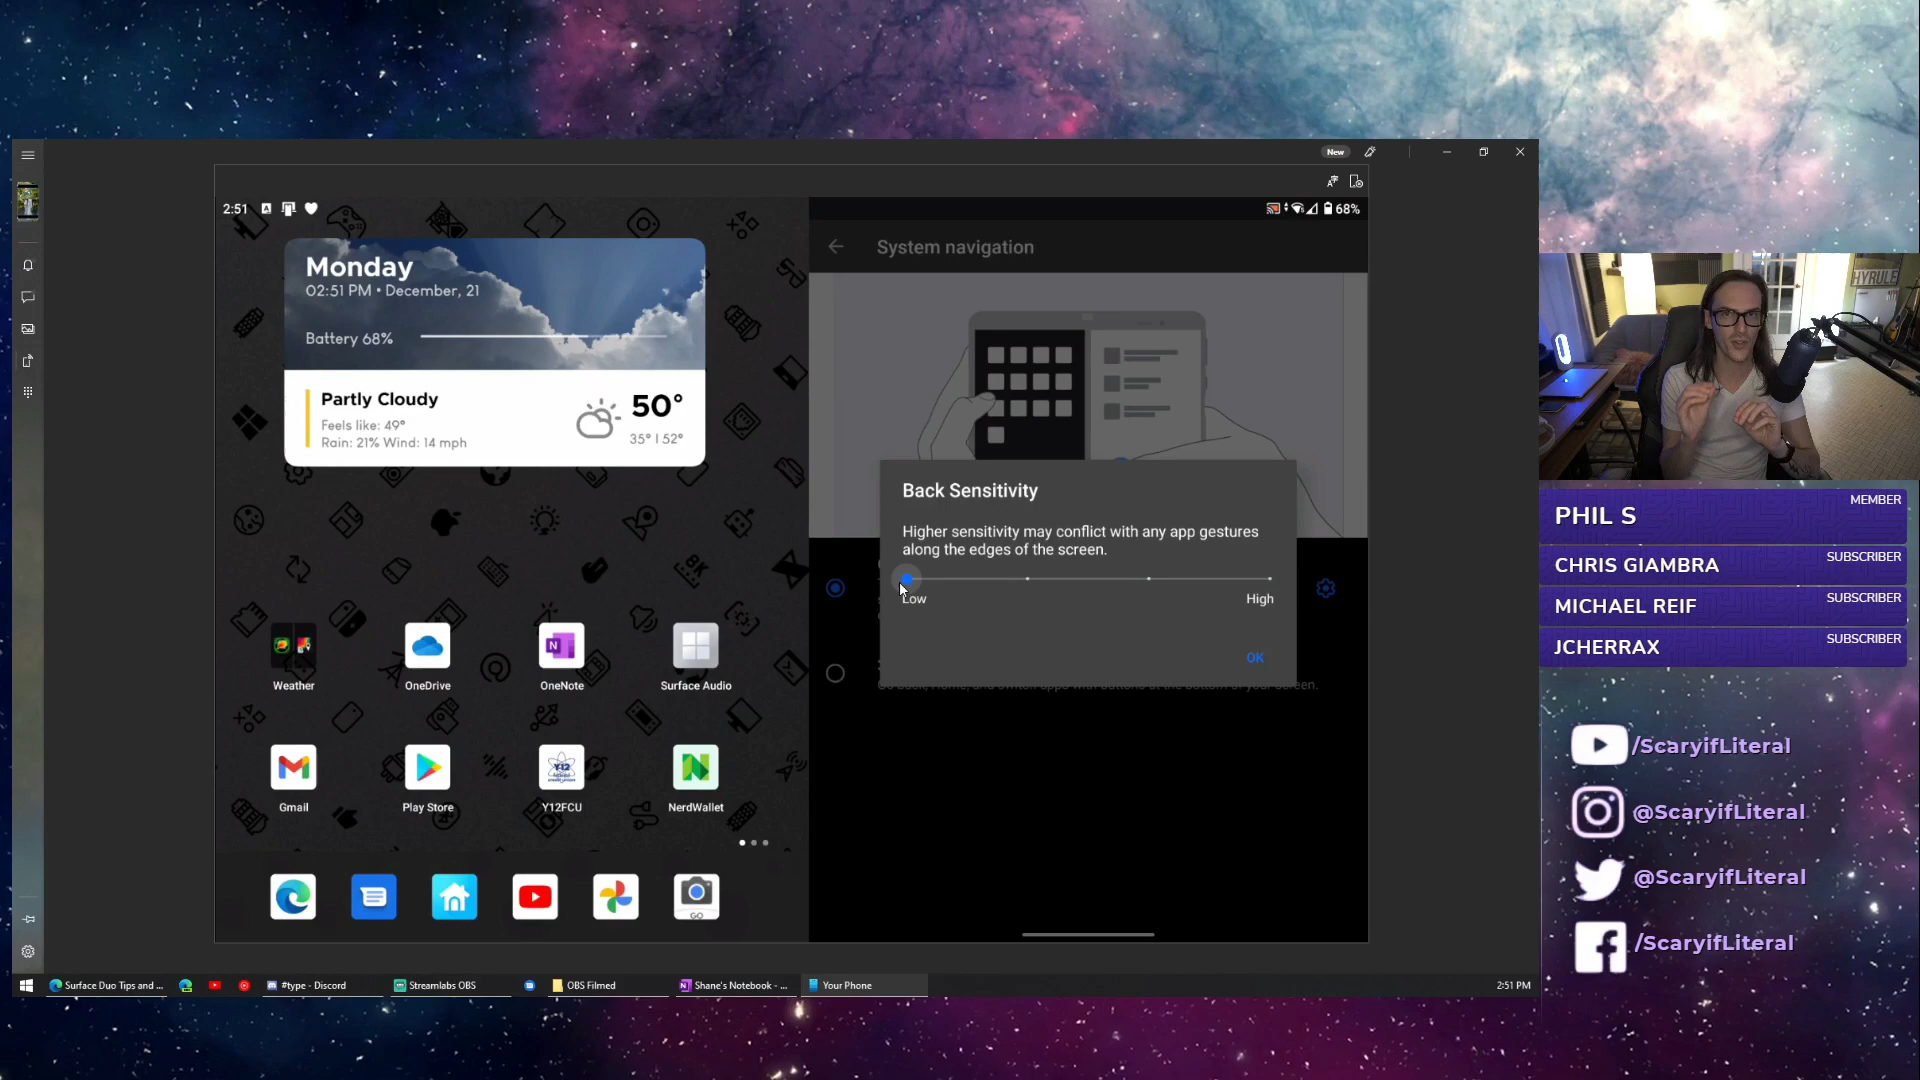 New
2:51
68%
Monday
02:51 PM • December, 21
Battery 68%
Partly Cloudy
Feels like: 49°
Rain: 21% Wind: 14 mph
50°
35° | 52°
Weather
OneDrive
OneNote
Surface Audio
Gmail
Play Store
Y12FCU
NerdWallet
GO
System navigation
Back Sensitivity
Higher sensitivity may conflict with any app gestures
along the edges of the screen.
Low
High
OK
HYRULE
MEMBER
PHIL S
SUBSCRIBER
CHRIS GIAMBRA
SUBSCRIBER
MICHAEL REIF
SUBSCRIBER
JCHERRAX
/ScaryifLiteral
@ScaryifLiteral
@ScaryifLiteral
/ScaryifLiteral
Surface Duo Tips and ...
#type - Discord
Streamlabs OBS
OBS Filmed
Shane's Notebook - ...
Your Phone
2:51 PM